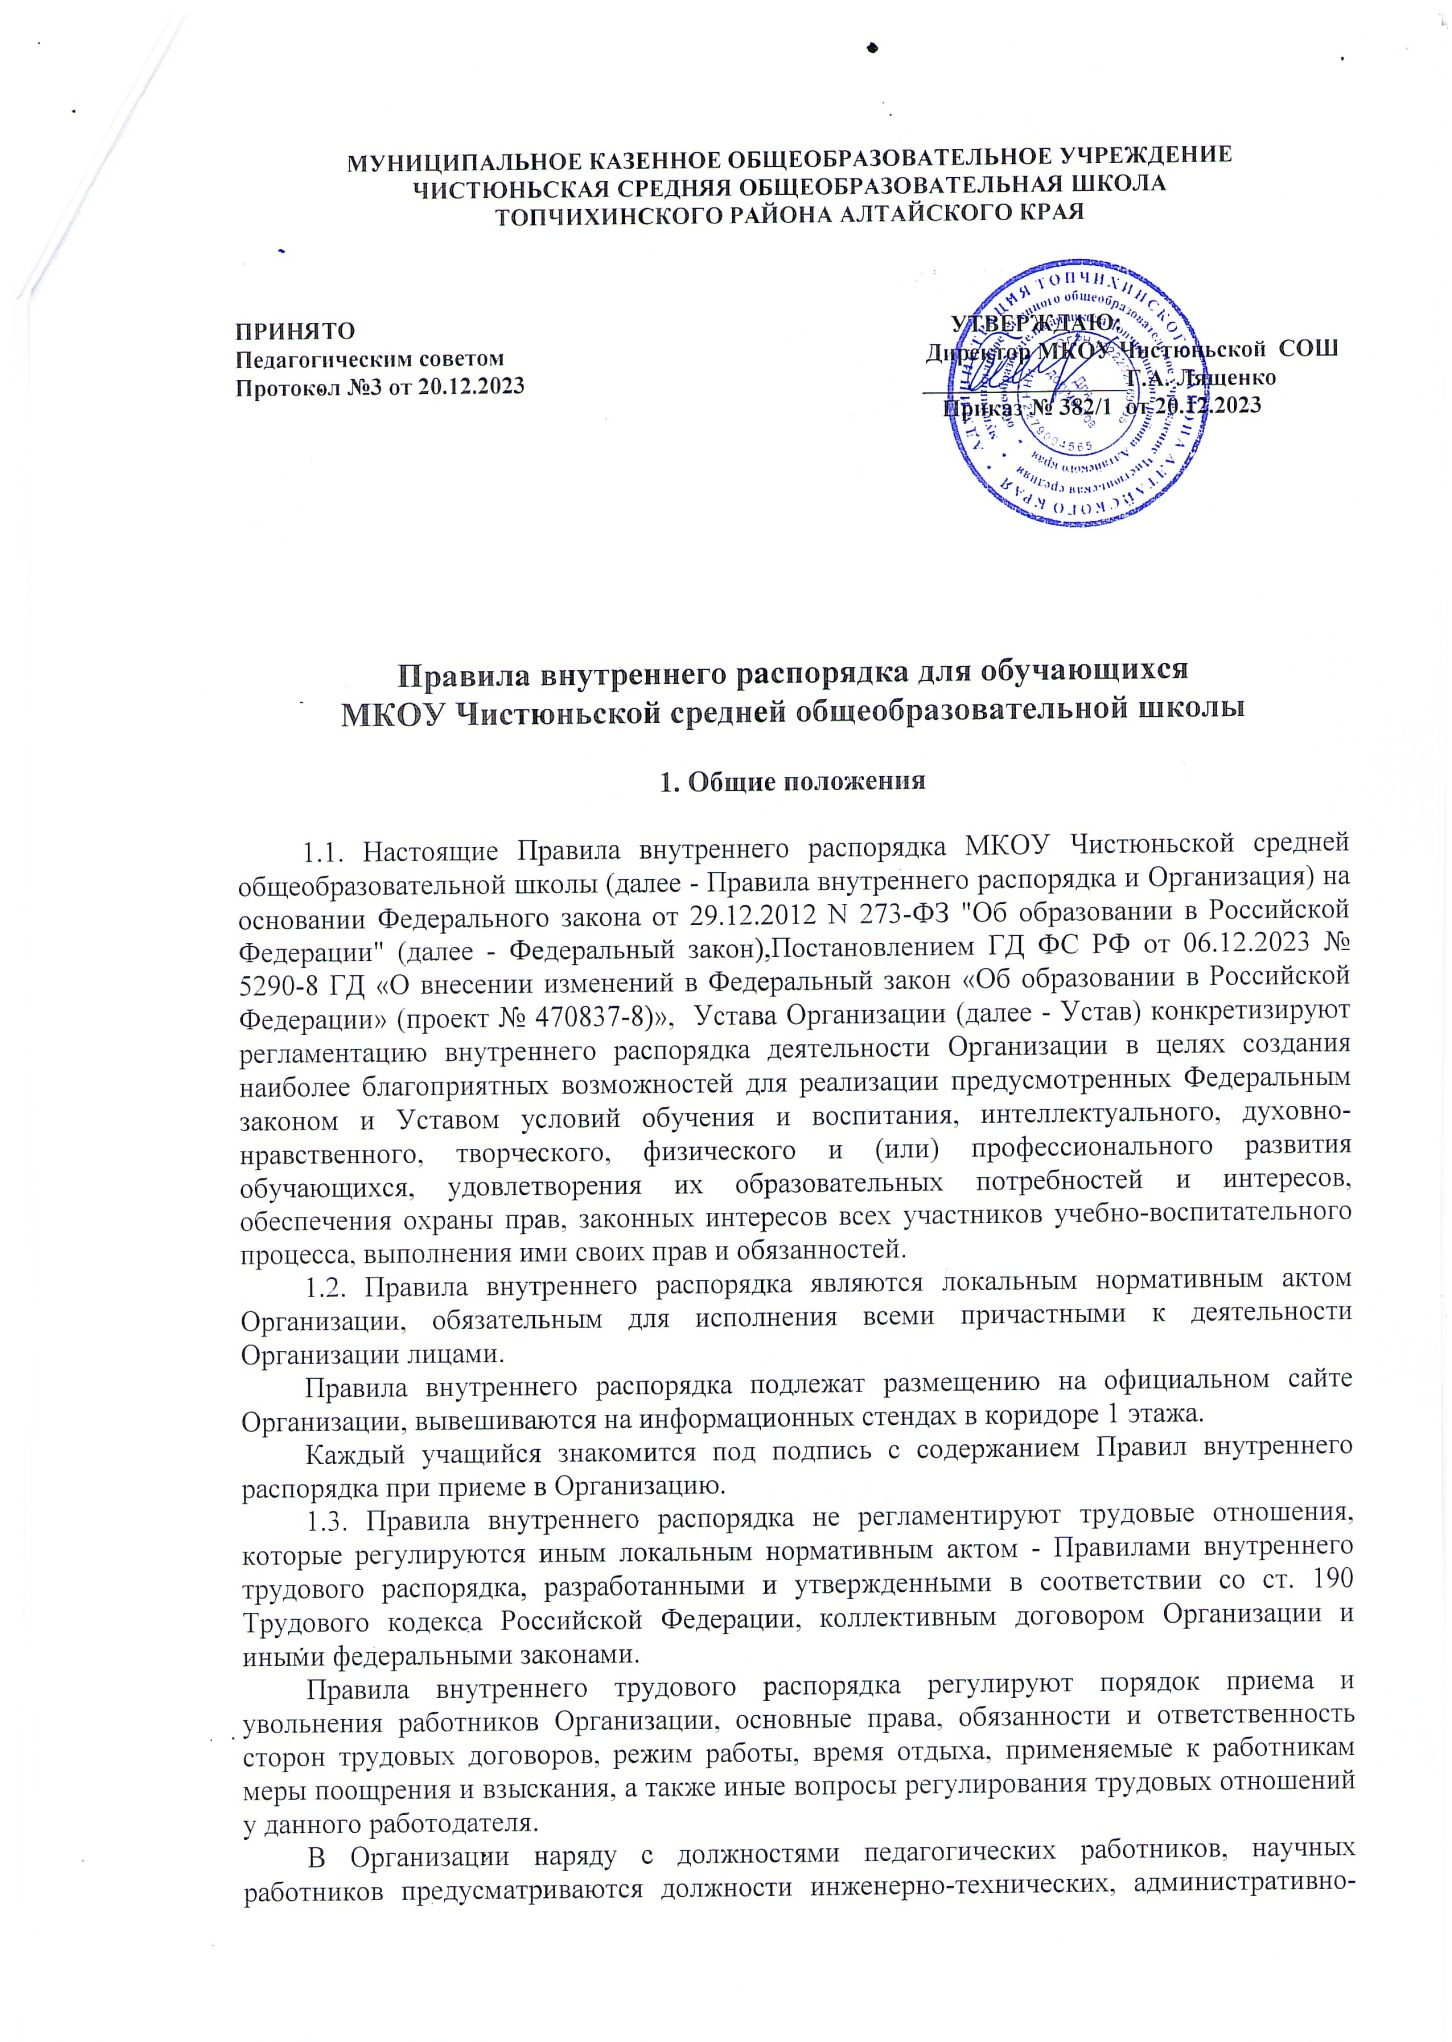 МУНИЦИПАЛЬНОЕ КАЗЕННОЕ ОБЩЕОБРАЗОВАТЕЛЬНОЕ УЧРЕЖДЕНИЕ
ЧИСТЮНЬСКАЯ СРЕДНЯЯ ОБЩЕОБРАЗОВАТЕЛЬНАЯ ШКОЛА
ТОПЧИХИНСКОГО РАЙОНА АЛТАЙСКОГО КРАЯ
ПРИНЯТО
Педагогическим советом
Протокол №3 от 20.12.2023
УТВЕРЖДАЮ:
Директор МКОУ Чистюньской СОШ
Г.А. Лященко
Приказ № 382/1 от 20.12.2023
АДМИНИСТРАЦИЯ ТОПЧИХИНСКОГО РАЙОНА АЛТАЙСКОГО КРАЯ
Для документов
Правила внутреннего распорядка для обучающихся
МКОУ Чистюньской средней общеобразовательной школы
1. Общие положения
1.1. Настоящие Правила внутреннего распорядка МКОУ Чистюньской средней
общеобразовательной школы (далее - Правила внутреннего распорядка и Организация) на
основании Федерального закона от 29.12.2012 N 273-ФЗ "Об образовании в Российской
Федерации" (далее - Федеральный закон),Постановлением ГД ФС РФ от 06.12.2023 №
5290-8 ГД «О внесении изменений в Федеральный закон «Об образовании в Российской
Федерации» (проект № 470837-8)», Устава Организации (далее - Устав) конкретизируют
регламентацию внутреннего распорядка деятельности Организации в целях создания
наиболее благоприятных возможностей для реализации предусмотренных Федеральным
законом и Уставом условий обучения и воспитания, интеллектуального, духовно-
нравственного, творческого, физического и (или) профессионального развития
обучающихся, удовлетворения их образовательных потребностей и интересов,
обеспечения охраны прав, законных интересов всех участников учебно-воспитательного
процесса, выполнения ими своих прав и обязанностей.
1.2. Правила внутреннего распорядка являются локальным нормативным актом
Организации, обязательным для исполнения всеми причастными к деятельности
Организации лицами.
Правила внутреннего распорядка подлежат размещению на официальном сайте
Организации, вывешиваются на информационных стендах в коридоре 1 этажа.
Каждый учащийся знакомится под подпись с содержанием Правил внутреннего
распорядка при приеме в Организацию.
1.3. Правила внутреннего распорядка не регламентируют трудовые отношения,
которые регулируются иным локальным нормативным актом - Правилами внутреннего
трудового распорядка, разработанными и утвержденными в соответствии со ст. 190
Трудового кодекса Российской Федерации, коллективным договором Организации и
иными федеральными законами.
Правила внутреннего трудового распорядка регулируют порядок приема и
увольнения работников Организации, основные права, обязанности и ответственность
сторон трудовых договоров, режим работы, время отдыха, применяемые к работникам
меры поощрения и взыскания, а также иные вопросы регулирования трудовых отношений
у данного работодателя.
В Организации наряду с должностями педагогических работников, научных
работников предусматриваются должности инженерно-технических, административно-